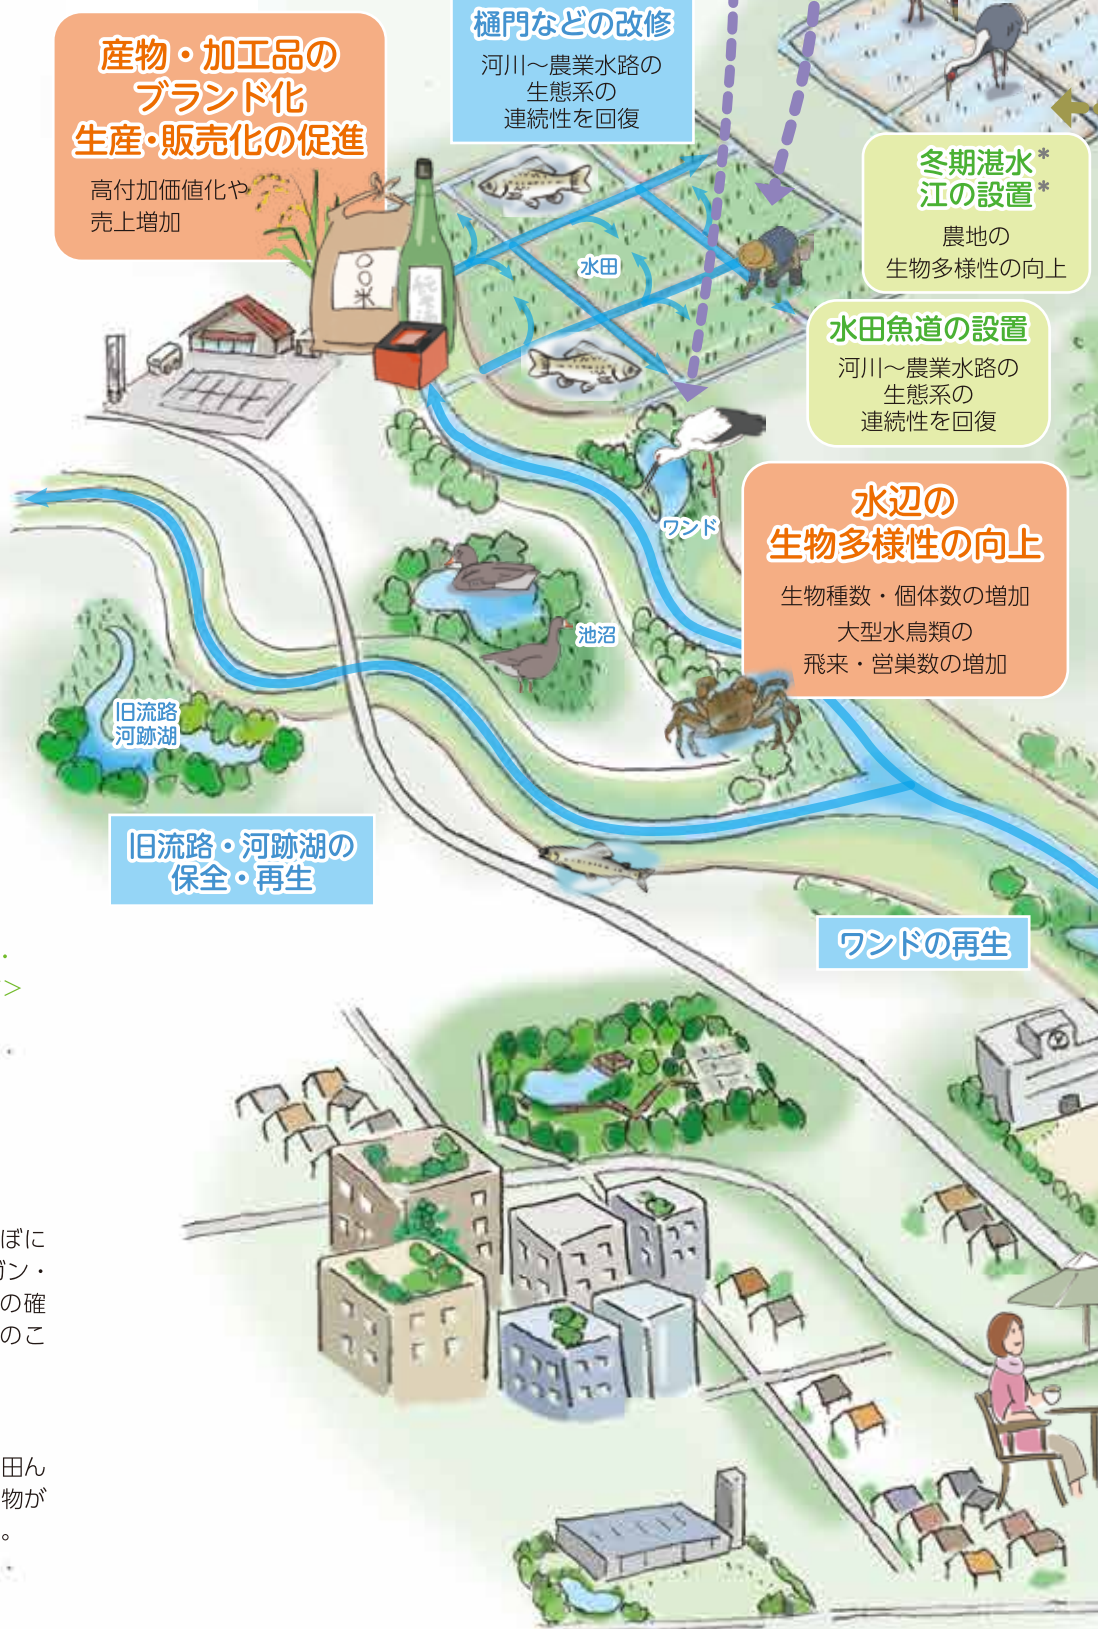 産物・加工品の
ブランド化
生産・販売化の促進
高付加価値化や
売上増加
樋門などの改修
河川～農業水路の
生態系の
連続性を回復
冬期湛水*
江の設置*
農地の
生物多様性の向上
水田魚道の設置
河川～農業水路の
生態系の
連続性を回復
水田
〇〇米
ワンド
水辺の
生物多様性の向上
生物種数・個体数の増加
大型水鳥類の
飛来・営巣数の増加
池沼
旧流路
河跡湖
旧流路・河跡湖の
保全・再生
ワンドの再生
・
＞
ぼに
ガン・
の確
のこ
田ん
物が
。